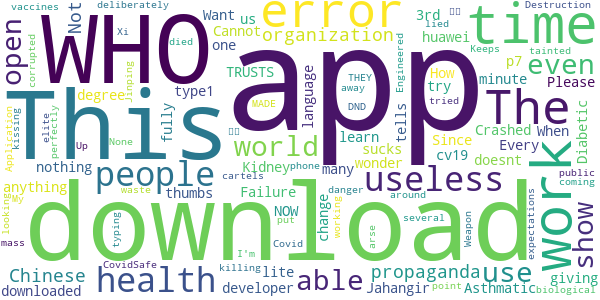 vaccines deliberately Want error 3rd lied Destruction
Xi Not us Cannot huawei tainted Keeps
open WHO organization died time
corrupted Jinping one p7 Engineered
degree type1 TRUSTS THEY How even
kissing elite This app language MADE away try DND minute tried Please
Application perfectly fully tells Crashed The
Up None people world learn Since When Diabetic
nothing Kidney many sucks cv19 Every work
looking anything thumbs useless wonder doesnt
Failure phone cartels public
mass waste download NOW change danger around coming
typing put working several Weapon expectations show
CovidSafe I'm Covid arse
killing point
Chinese health able propaganda use giving
downloaded developer lite Jahangir Asthmatic biological